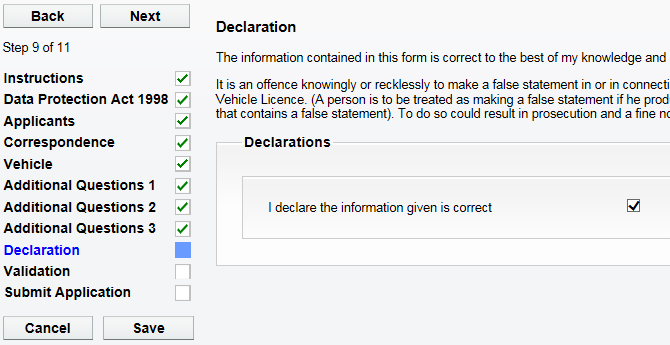 Back
Next
Step 9 of 11
Instructions
Data Protection Act 1998
Applicants
Correspondence
Vehicle
Additional Questions 1
Additional Questions 2
Additional Questions 3
Declaration
Validation
Submit Application
Cancel
Save
Declaration
The information contained in this form is correct to the best of my knowledge and
It is an offence knowingly or recklessly to make a false statement in or in connecti
Vehicle Licence. (A person is to be treated as making a false statement if he prod
that contains a false statement). To do so could result in prosecution and a fine no
Declarations
I declare the information given is correct